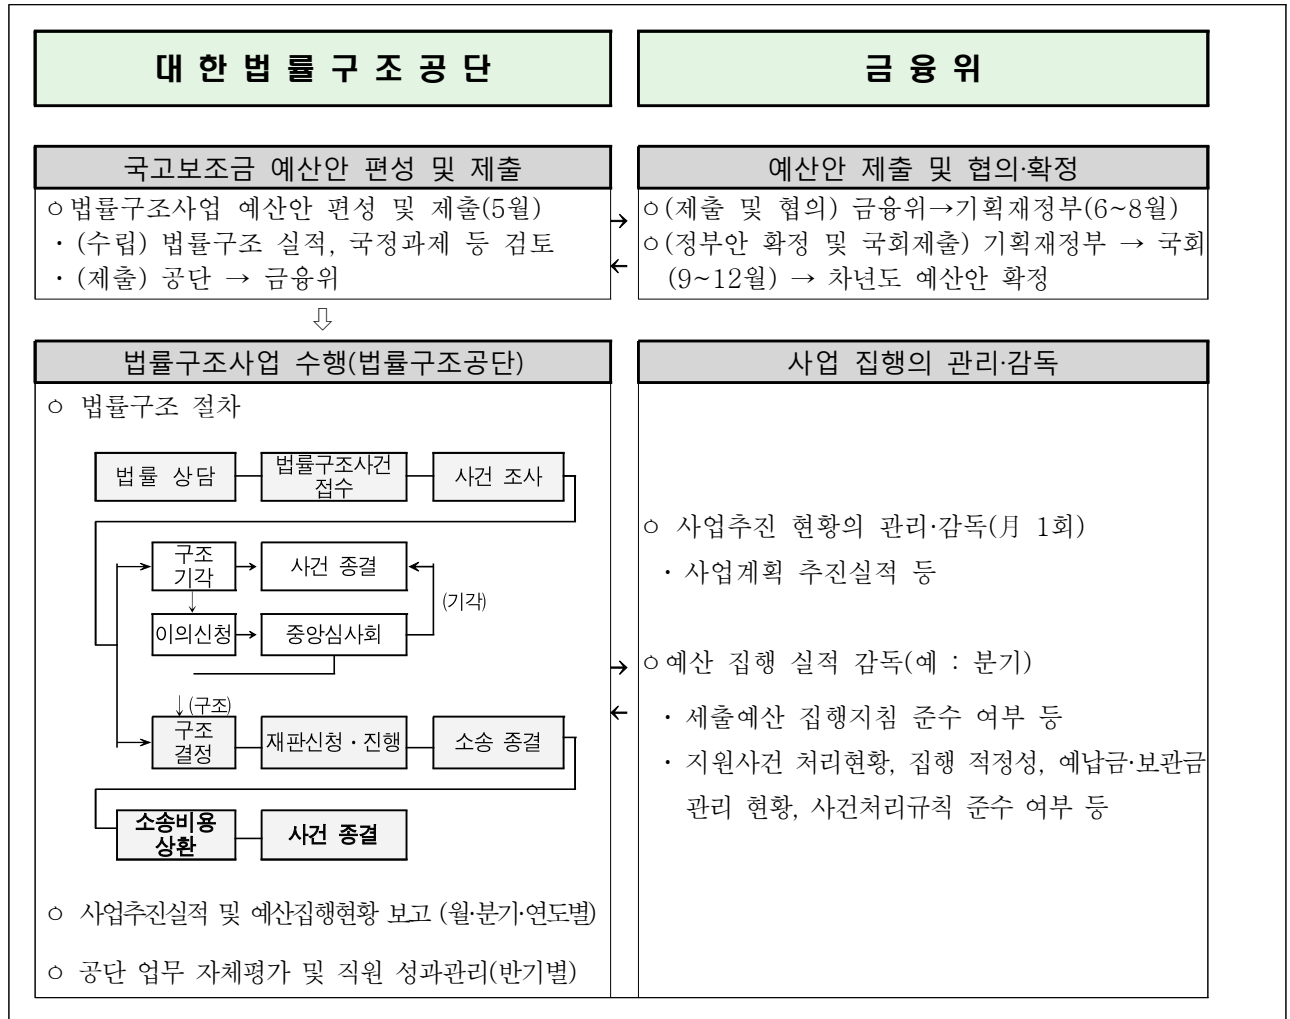 대 한 법 률 구 조 공 단
금 융 위
국고보조금 예산안 편성 및 제출
ㅇ법률구조사업 예산안 편성 및 제출(5월)
· (수립) 법률구조 실적, 국정과제 등 검토
· (제출) 공단 → 금융위
예산안 제출 및 협의·확정
ㅇ(제출 및 협의) 금융위→기획재정부(6~8월)
ㅇ(정부안 확정 및 국회제출) 기획재정부 → 국회
(9~12월) → 차년도 예산안 확정
법률구조사업 수행(법률구조공단)
ㅇ 법률구조 절차
법률 상담
법률구조사건
접수
사건 조사
구조
기각
사건 종결
(기각)
이의신청
중앙심사회
↓(구조)
구조
결정
재판신청·진행
소송 종결
소송비용
상환
사건 종결
ㅇ 사업추진실적 및 예산집행현황 보고 (월·분기·연도별)
ㅇ 공단 업무 자체평가 및 직원 성과관리(반기별)
사업 집행의 관리·감독
ㅇ 사업추진 현황의 관리·감독(月 1회)
· 사업계획 추진실적 등
ㅇ예산 집행 실적 감독(예 : 분기)
· 세출예산 집행지침 준수 여부 등
· 지원사건 처리현황, 집행 적정성, 예납금·보관금
관리 현황, 사건처리규칙 준수 여부 등